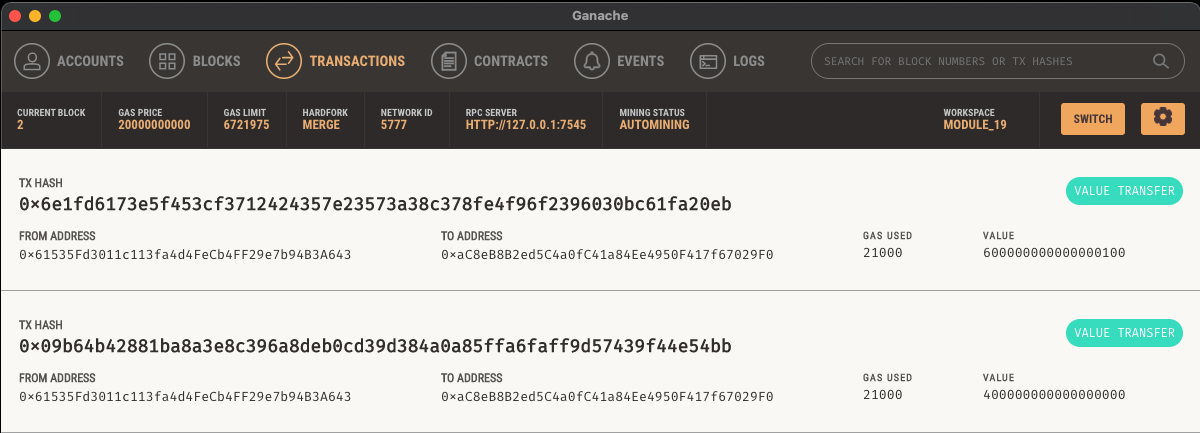 Ganache
ACCOUNTS BLOCKS TRANSACTIONS CONTRACTS EVENTS LOGS SEARCH FOR BLOCK NUMBERS OR TX HASHES
CURRENT BLOCK GAS PRICE GAS LIMIT HARDFORK NETWORK ID RPC SERVER MINING STATUS WORKSPACE
2 20000000000 6721975 MERGE 5777 HTTP://127.0.0.1:7545 AUTOMINING MODULE_19 SWITCH
TX HASH
0x6e1fd6173e5f453cf3712424357e23573a38c378fe4f96f2396030bc61fa20eb VALUE TRANSFER
FROM ADDRESS TO ADDRESS GAS USED VALUE
0x61535Fd3011c113fa4d4FeCb4FF29e7b94B3A643 0xaC8eB8B2ed5C4a0fC41a84Ee4950F417f67029F0 21000 600000000000000100
TX HASH
0x09b64b42881ba8a3e8c396a8deb0cd39d384a0a85ffa6faff9d57439f44e54bb VALUE TRANSFER
FROM ADDRESS TO ADDRESS GAS USED VALUE
0x61535Fd3011c113fa4d4FeCb4FF29e7b94B3A643 0xaC8eB8B2ed5C4a0fC41a84Ee4950F417f67029F0 21000 400000000000000000